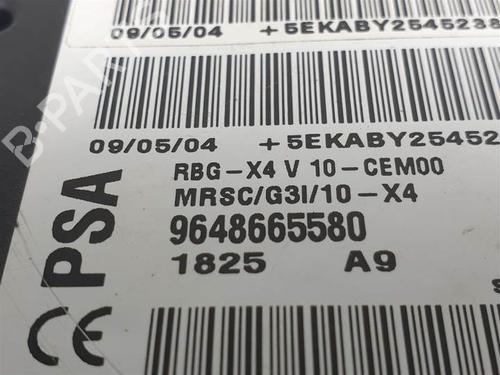 09/05/04 +5EKABY2545238
09/05/04 +5EKABY25452
RBG-X4 V 10-CEM00
MRSC/G3I/10-X4
9648665580
1825 A9
CE PSA